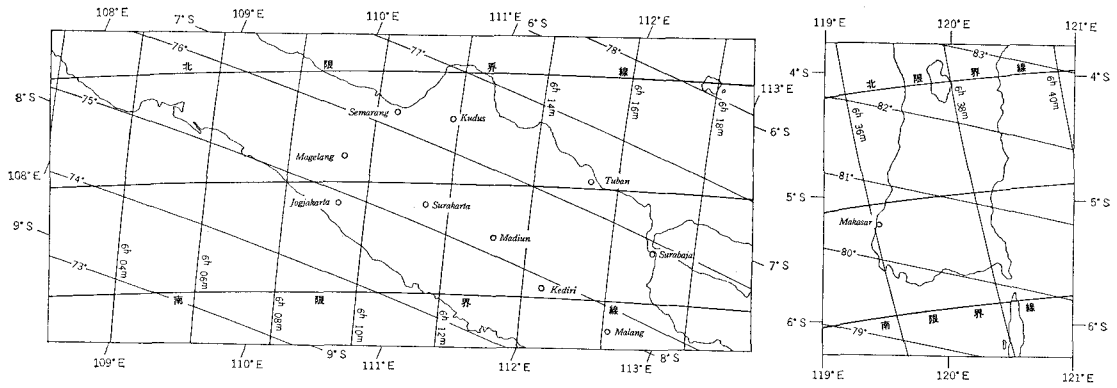 108°E 7°S 109°E 110°E 6°S 111°E 112°E
76° 77° 78°
北 限 界 線
8°S 75° 113°E
Semarang Kudus 6h 14m 6h 16m 6h 18m 6°S
Magelang
108°E 74° Tuban
Jogjakarta Surakarta
9°S Madiun Surabaja
6h 04m 6h 06m 7°S
73° Kediri
南 限 界 線
6h 08m 6h 10m 6h 12m Malang
109°E 110°E 9°S 111°E 112°E 113°E 8°S
119°E 120°E 121°E
4°S 83° 4°S
北 限 界 線
82° 6h 36m 6h 38m 6h 40m
81°
5°S 5°S
Makasar
80°
6°S 南 限 界 線 6°S
79°
119°E 120°E 121°E